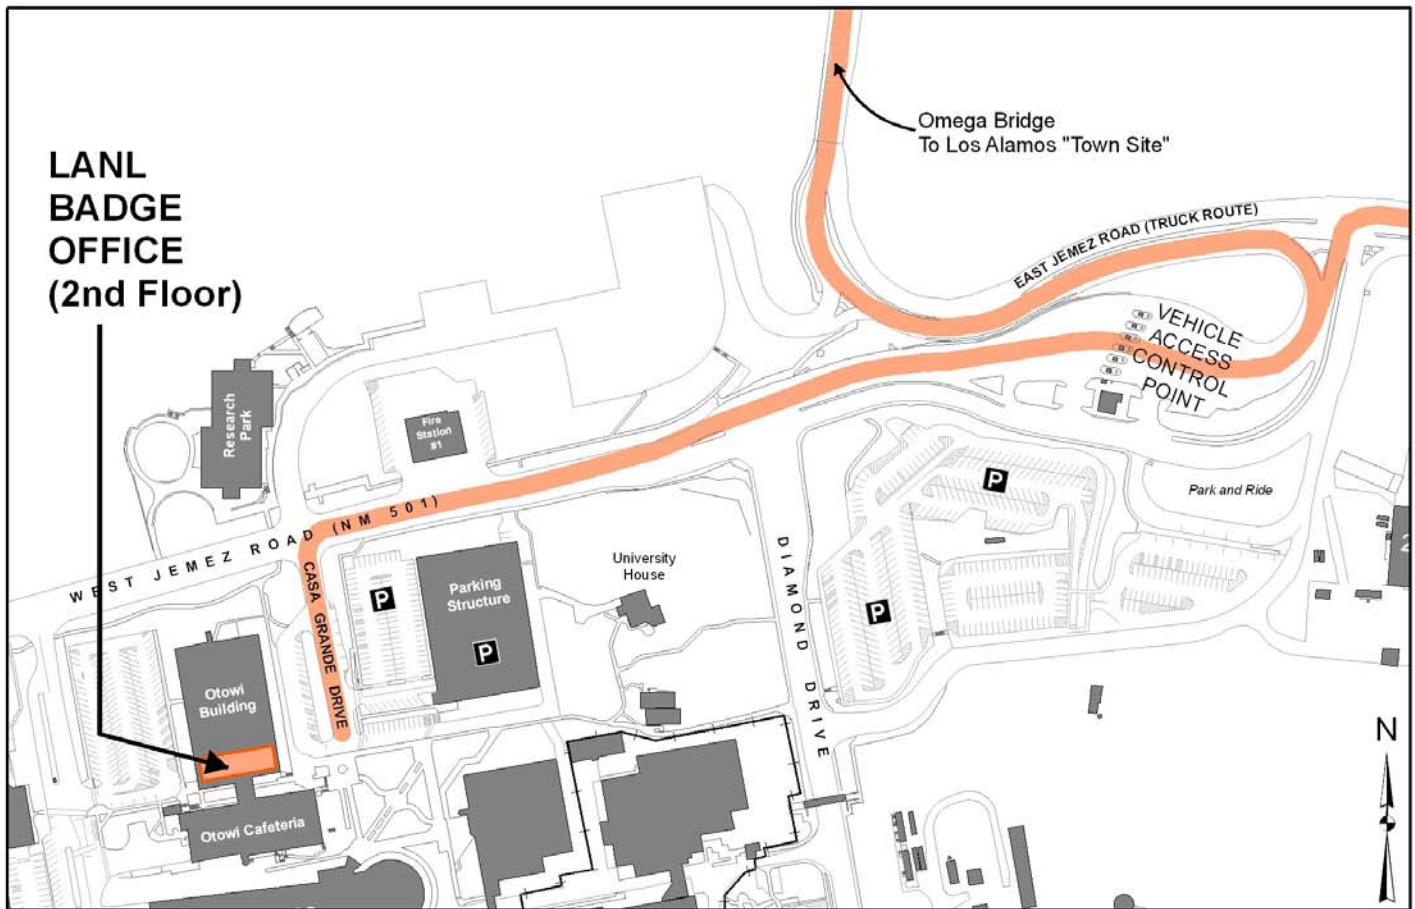 Omega Bridge
To Los Alamos "Town Site"
LANL
BADGE
OFFICE
(2nd Floor)
EAST JEMEZ ROAD (TRUCK ROUTE)
VEHICLE
ACCESS
CONTROL
POINT
Research
Park
Fire
Station
#1
P
Park and Ride
WEST JEMEZ ROAD (NM 501)
CASA GRANDE DRIVE
P
Parking
Structure
P
University
House
DIAMOND DRIVE
P
2
Otowi
Building
N
Otowi Cafeteria